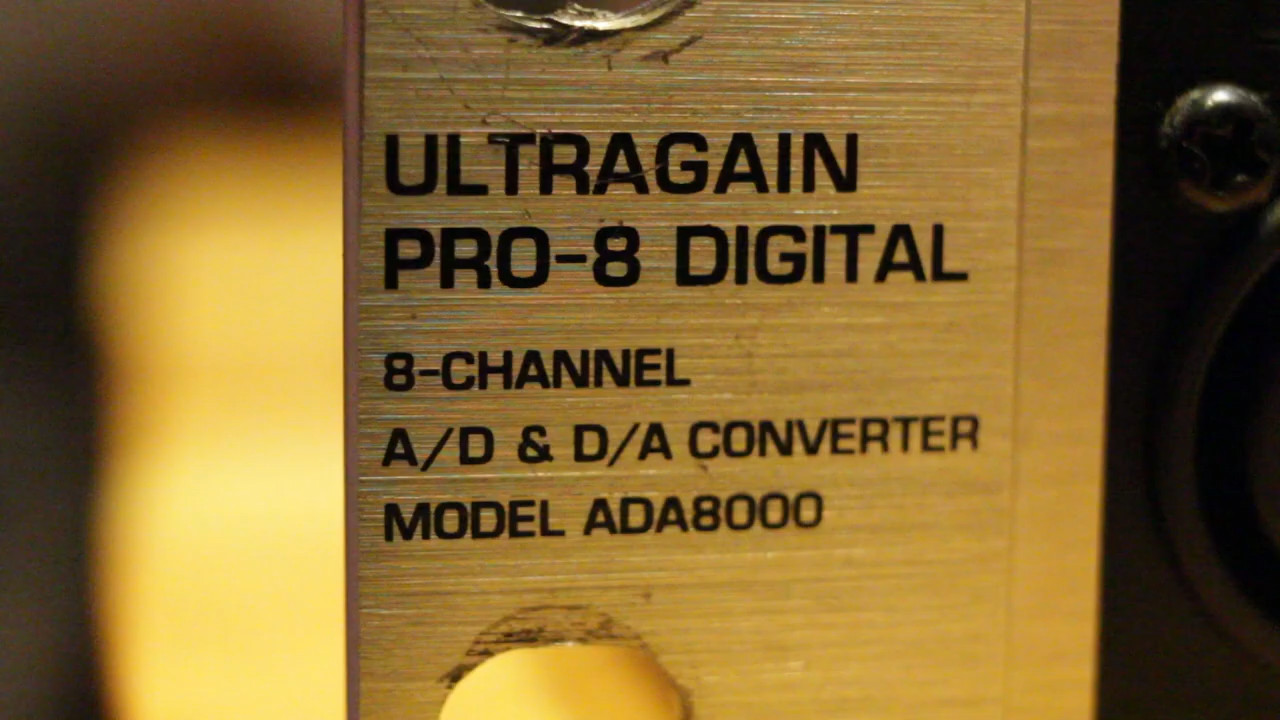 ULTRAGAIN
PRO-8 DIGITAL
8-CHANNEL
A/D & D/A CONVERTER
MODEL ADA8000